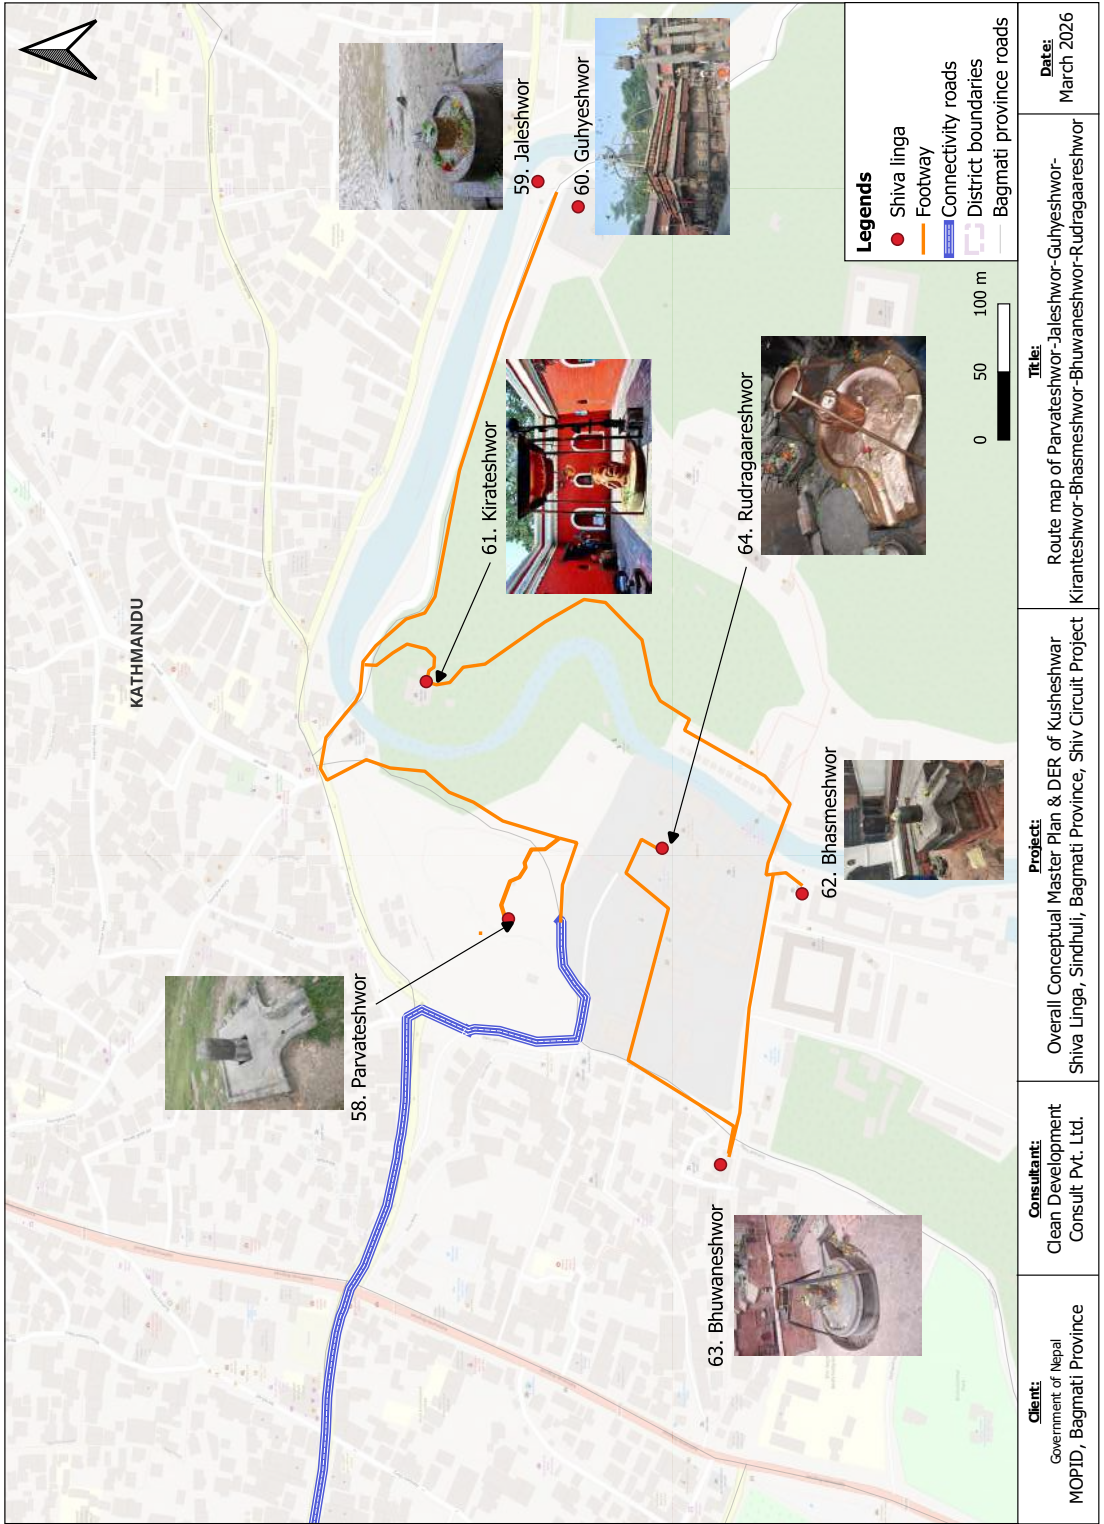 KATHMANDU
59. Jaleshwor
60. Guhyeshwor
61. Kirateshwor
58. Parvateshwor
64. Rudragaareshwor
62. Bhasmeshwor
63. Bhuwaneshwor
0 50 100 m
Legends
Shiva linga
Footway
Connectivity roads
District boundaries
Bagmati province roads
Client:
Government of Nepal
MOPID, Bagmati Province
Consultant:
Clean Development
Consult Pvt. Ltd.
Project:
Overall Conceptual Master Plan & DER of Kusheshwar
Shiva Linga, Sindhuli, Bagmati Province, Shiv Circuit Project
Title:
Route map of Parvateshwor-Jaleshwor-Guhyeshwor-
Kiranteshwor-Bhasmeshwor-Bhuwaneshwor-Rudragaareshwor
Date:
March 2026